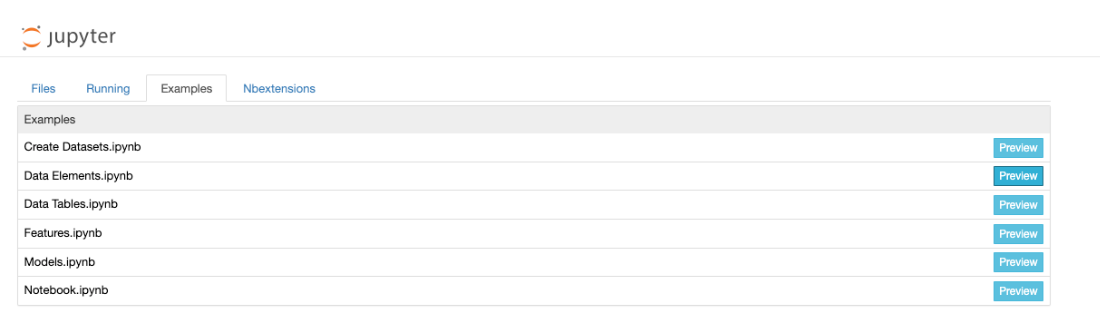 jupyter
Files Running Examples Nbextensions
Examples
Create Datasets.ipynb Preview
Data Elements.ipynb Preview
Data Tables.ipynb Preview
Features.ipynb Preview
Models.ipynb Preview
Notebook.ipynb Preview